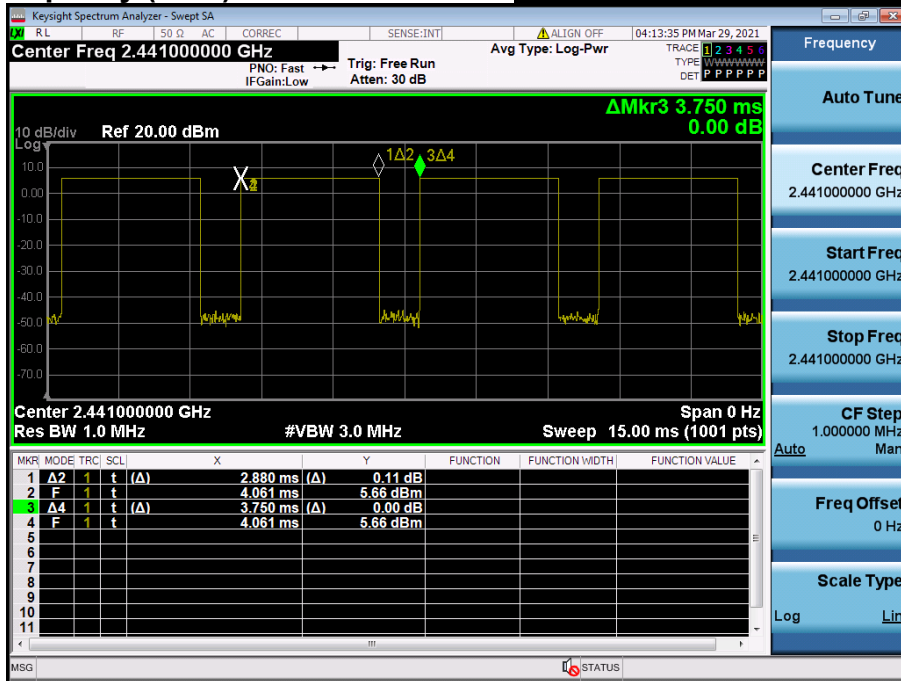 Keysight Spectrum Analyzer - Swept SA
LXI RL RF 50 Ω AC CORREC SENSE:INT ALIGN OFF 04:13:35 PM Mar 29, 2021
Center Freq 2.441000000 GHz
PNO: Fast
IFGain:Low
Trig: Free Run
Atten: 30 dB
Avg Type: Log-Pwr
TRACE 1 2 3 4 5 6
TYPE WWWWWWW
DET P P P P P P
Frequency
ΔMkr3 3.750 ms
0.00 dB
10 dB/div Ref 20.00 dBm
Log
1Δ2 3Δ4
10.0
0.00
-10.0
-20.0
-30.0
-40.0
-50.0
-60.0
-70.0
Center 2.441000000 GHz Span 0 Hz
Res BW 1.0 MHz #VBW 3.0 MHz Sweep 15.00 ms (1001 pts)
MKR MODE TRC SCL X Y FUNCTION FUNCTION WIDTH FUNCTION VALUE
1 Δ2 1 t (Δ) 2.880 ms (Δ) 0.11 dB
2 F 1 t 4.061 ms 5.66 dBm
3 Δ4 1 t (Δ) 3.750 ms (Δ) 0.00 dB
4 F 1 t 4.061 ms 5.66 dBm
5
6
7
8
9
10
11
MSG STATUS
Auto Tune
Center Freq
2.441000000 GHz
Start Freq
2.441000000 GHz
Stop Freq
2.441000000 GHz
CF Step
1.000000 MHz
Auto Man
Freq Offset
0 Hz
Scale Type
Log Lin